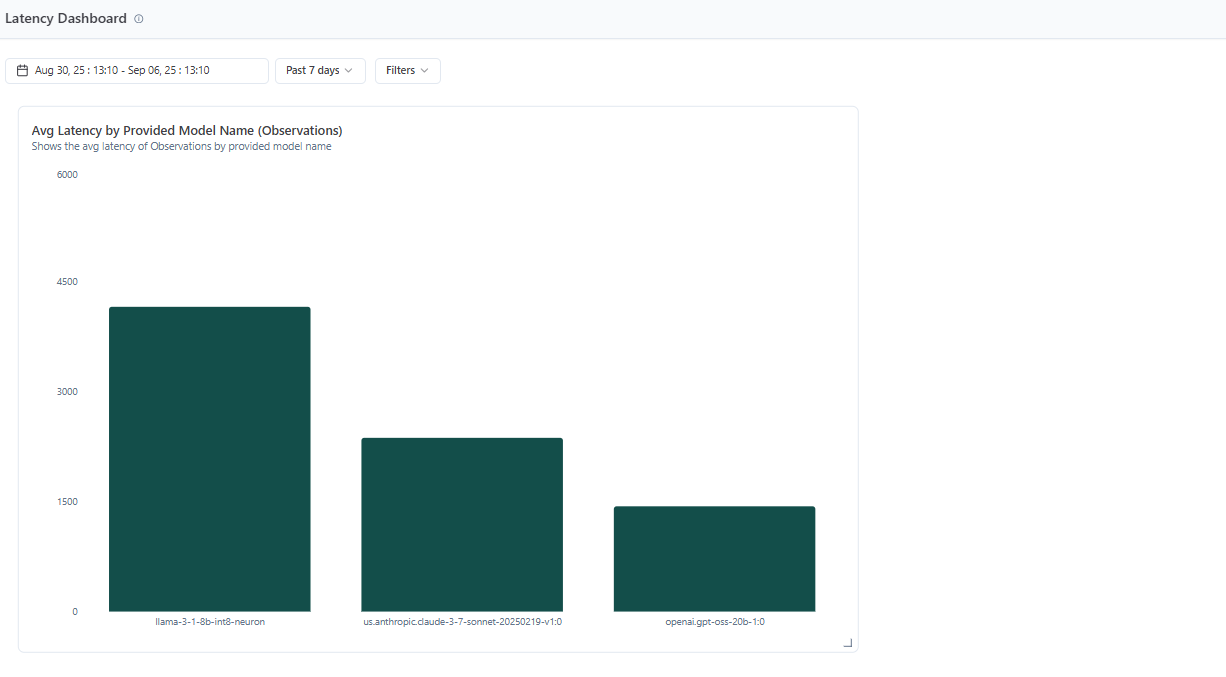 Latency Dashboard
Aug 30, 25 : 13:10 - Sep 06, 25 : 13:10
Past 7 days
Filters
Avg Latency by Provided Model Name (Observations)
Shows the avg latency of Observations by provided model name
6000
4500
3000
1500
0
llama-3-1-8b-int8-neuron
us.anthropic.claude-3-7-sonnet-20250219-v1:0
openai.gpt-oss-20b-1:0